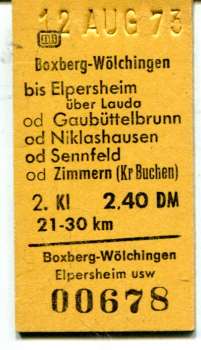 12 AUG 73
DB
Boxberg-Wölchingen
bis Elpersheim
über Lauda
od Gaubüttelbrunn
od Niklashausen
od Sennfeld
od Zimmern (Kr Buchen)
2. Kl 2,40 DM
21-30 km
Boxberg-Wölchingen
Elpersheim usw
00678